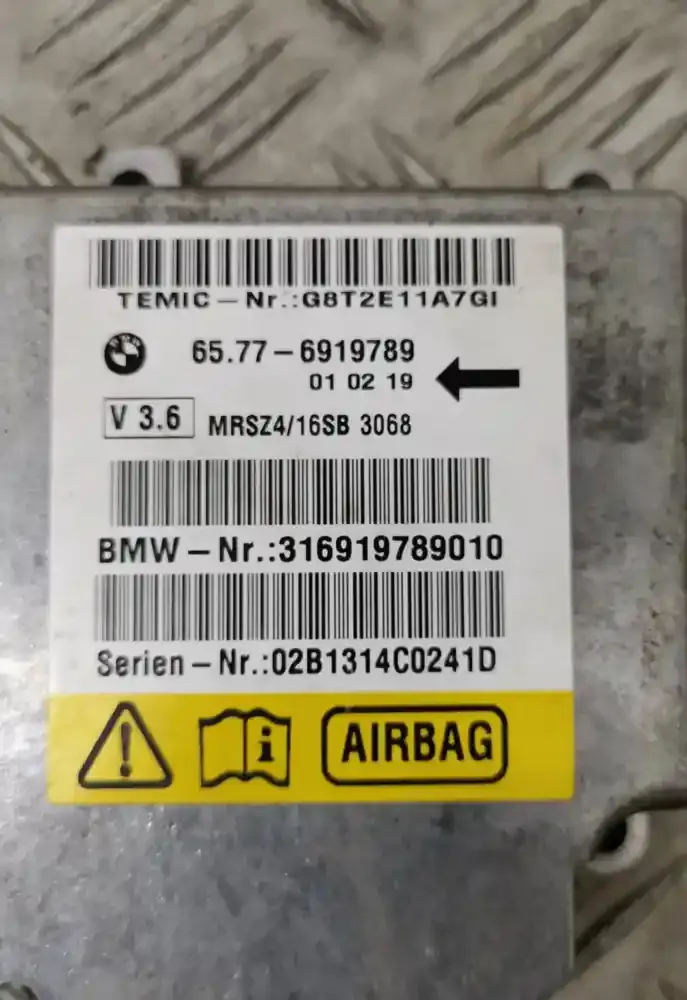 TEMIC-Nr.:G8T2E11A7GI
65.77-6919789
01 02 19
V 3.6 MRSZ4/16SB 3068
BMW-Nr.:316919789010
Serien-Nr.:02B1314C0241D
i AIRBAG